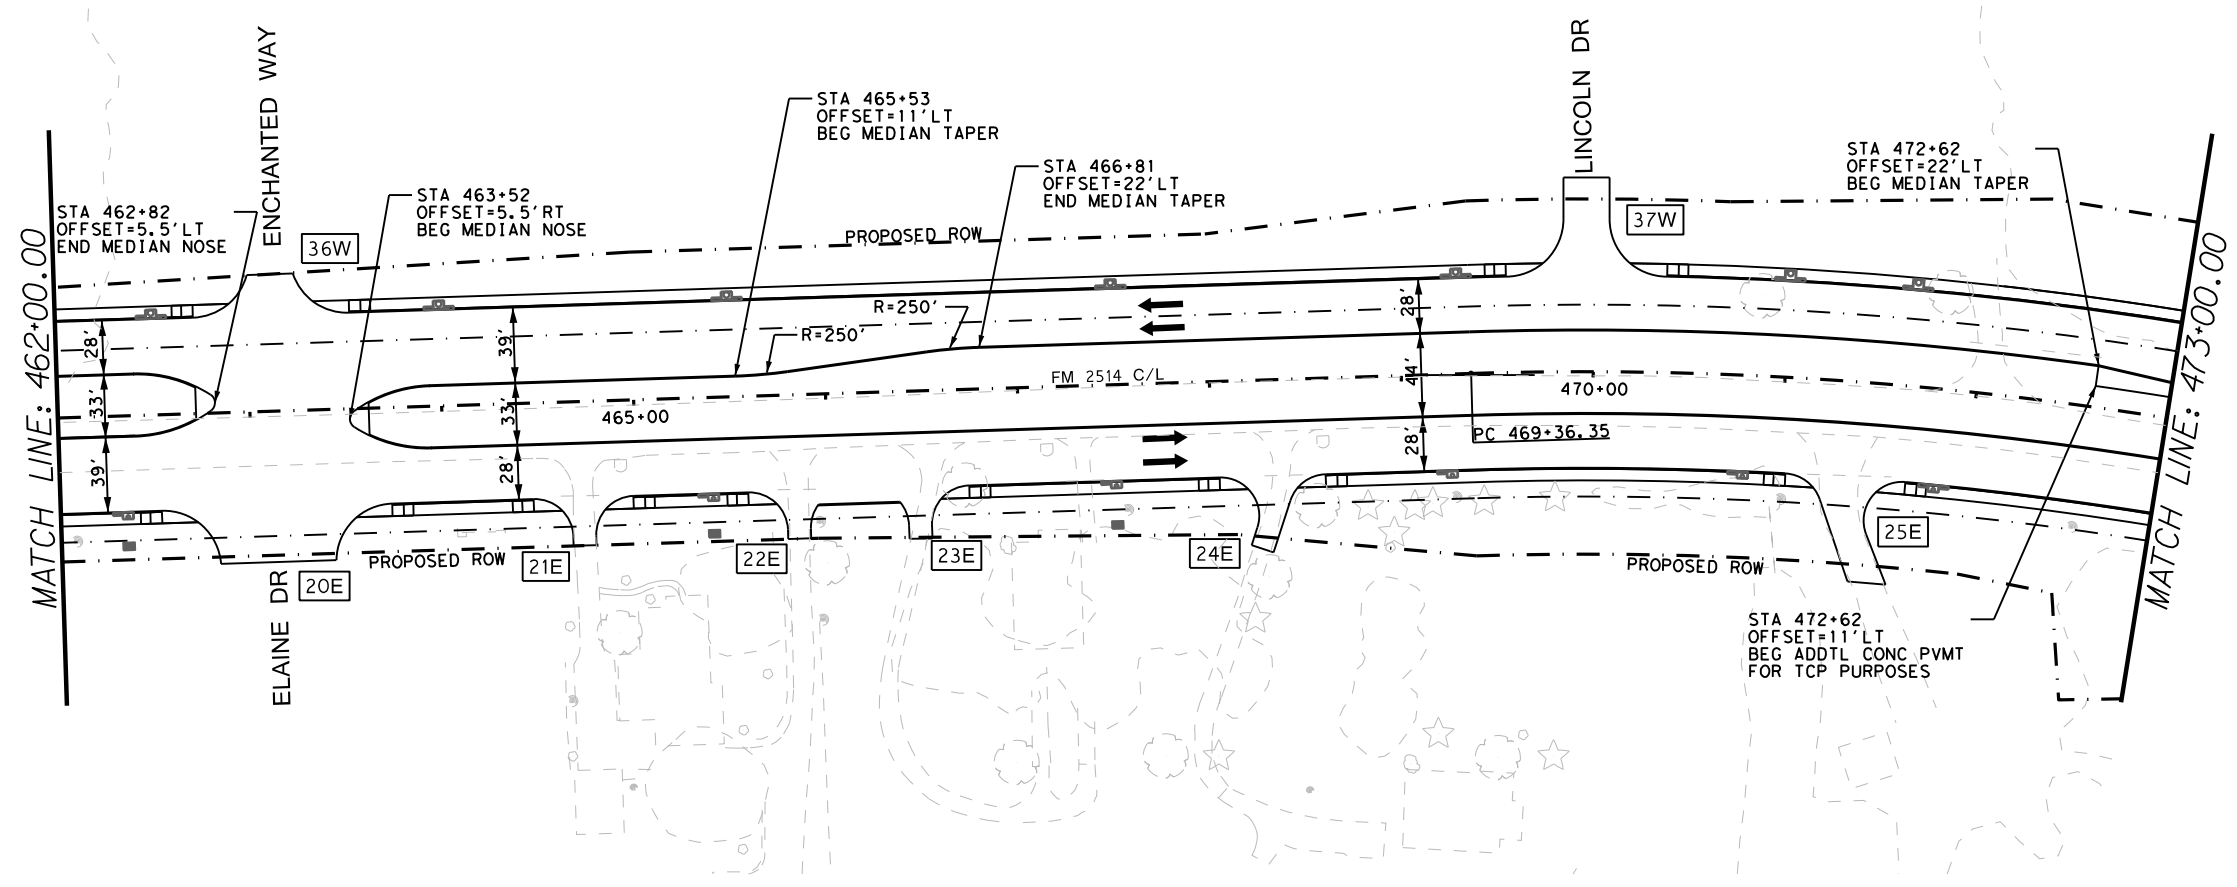 ENCHANTED WAY
LINCOLN DR
STA 465+53
OFFSET=11'LT
BEG MEDIAN TAPER
STA 466+81
OFFSET=22'LT
END MEDIAN TAPER
STA 472+62
OFFSET=22'LT
BEG MEDIAN TAPER
STA 462+82
OFFSET=5.5'LT
END MEDIAN NOSE
STA 463+52
OFFSET=5.5'RT
BEG MEDIAN NOSE
36W
37W
PROPOSED ROW
MATCH LINE: 462+00.00
MATCH LINE: 473+00.00
R=250'
R=250'
28'
39'
28'
33'
33'
44'
39'
28'
28'
FM 2514 C/L
465+00
470+00
PC 469+36.35
PROPOSED ROW
PROPOSED ROW
20E
21E
22E
23E
24E
25E
ELAINE DR
STA 472+62
OFFSET=11'LT
BEG ADDTL CONC PVMT
FOR TCP PURPOSES